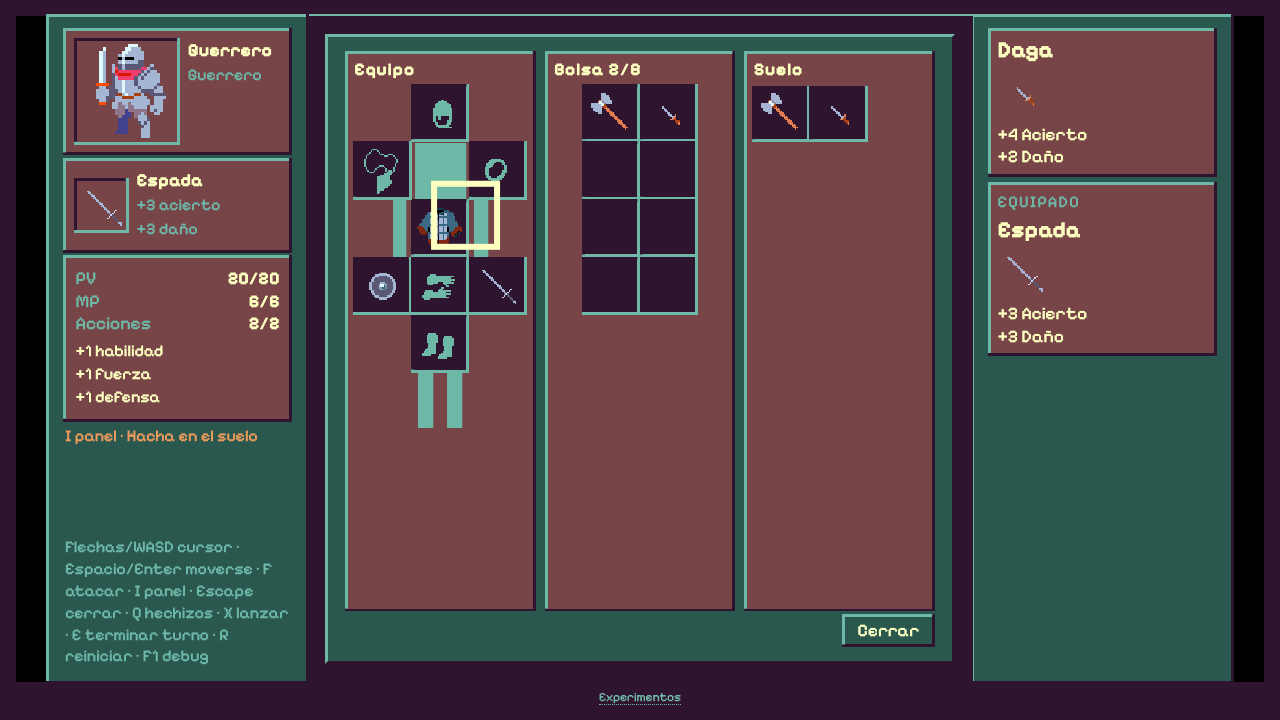 Guerrero
Guerrero
Espada
+3 acierto
+3 daño
PV 80/80
MP 6/6
Acciones 2/2
+1 habilidad
+1 fuerza
+1 defensa
I panel · Hacha en el suelo
Flechas/WASD cursor ·
Espacio/Enter moverse · F
atacar · I panel · Escape
cerrar · Q hechizos · X lanzar
· E terminar turno · R
reiniciar · F1 debug
Equipo
Bolsa 2/8
Suelo
Cerrar
Daga
+4 Acierto
+2 Daño
EQUIPADO
Espada
+3 Acierto
+3 Daño
Experimentos